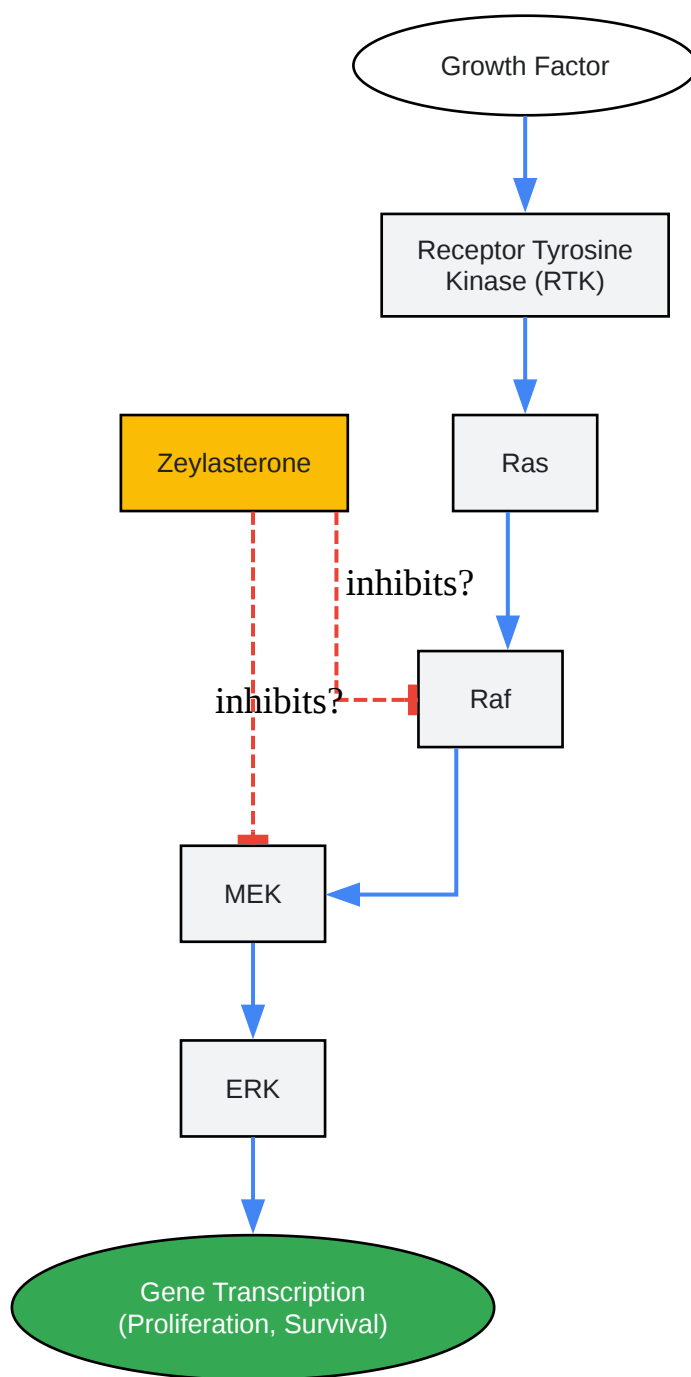 Growth Factor
Receptor Tyrosine
Kinase (RTK)
Zeylasterone
Ras
inhibits?
inhibits?
Raf
MEK
ERK
Gene Transcription
(Proliferation, Survival)